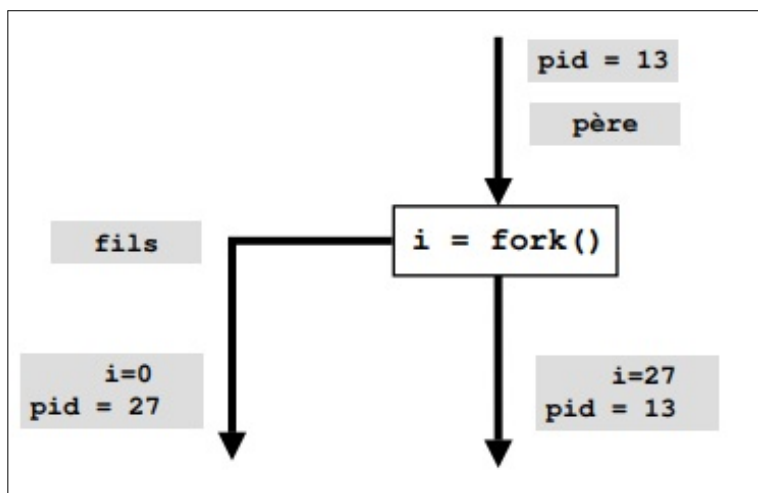 pid = 13
père
i = fork()
fils
i=0
pid = 27
i=27
pid = 13